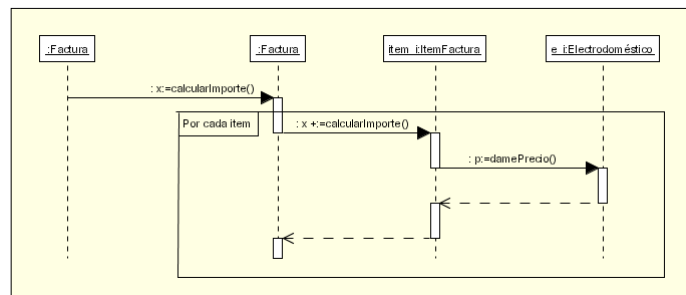 :Factura
:Factura
item_i:ItemFactura
e_i:Electrodoméstico
: x:=calcularImporte()
Por cada item
: x +:=calcularImporte()
: p:=damePrecio()